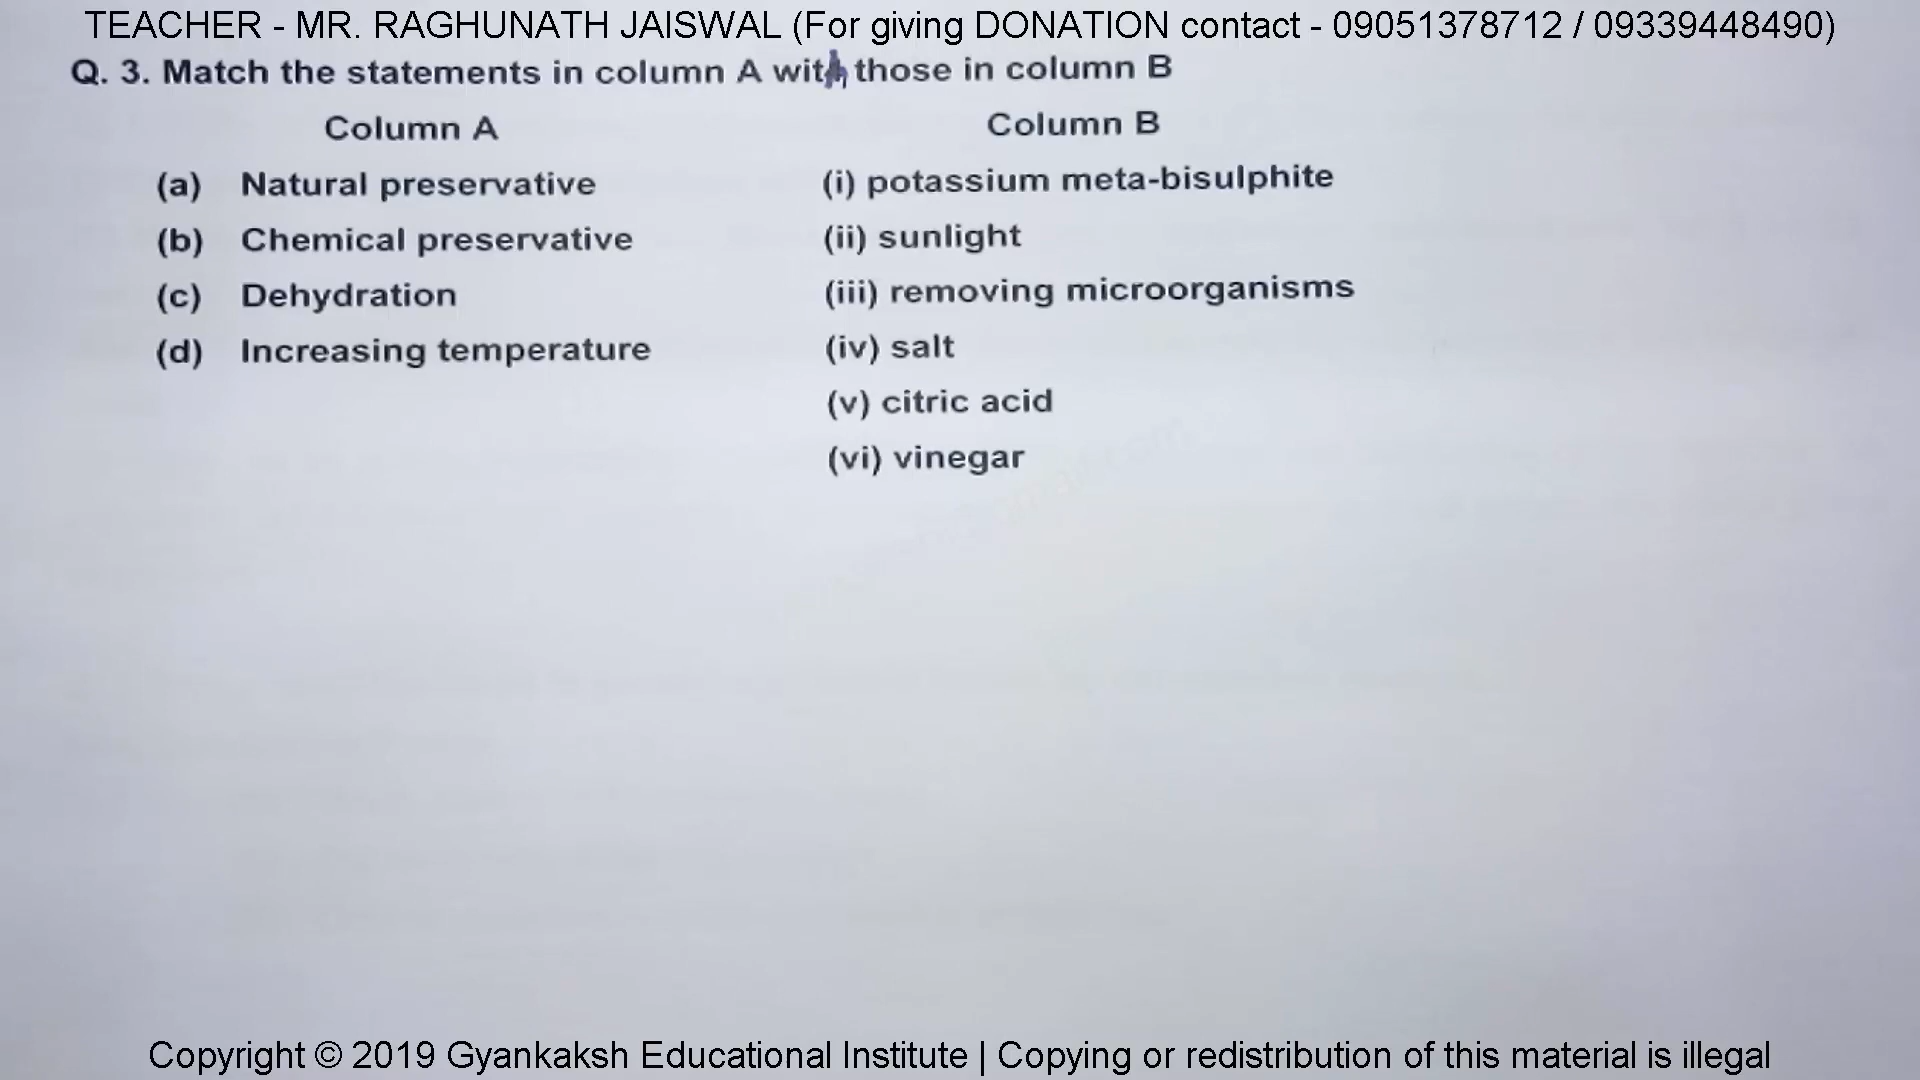 TEACHER - MR. RAGHUNATH JAISWAL (For giving DONATION contact - 09051378712 / 09339448490)
Q. 3. Match the statements in column A with those in column B
Column A Column B
(a) Natural preservative (i) potassium meta-bisulphite
(b) Chemical preservative (ii) sunlight
(c) Dehydration (iii) removing microorganisms
(d) Increasing temperature (iv) salt
(v) citric acid
(vi) vinegar
Copyright © 2019 Gyankaksh Educational Institute | Copying or redistribution of this material is illegal